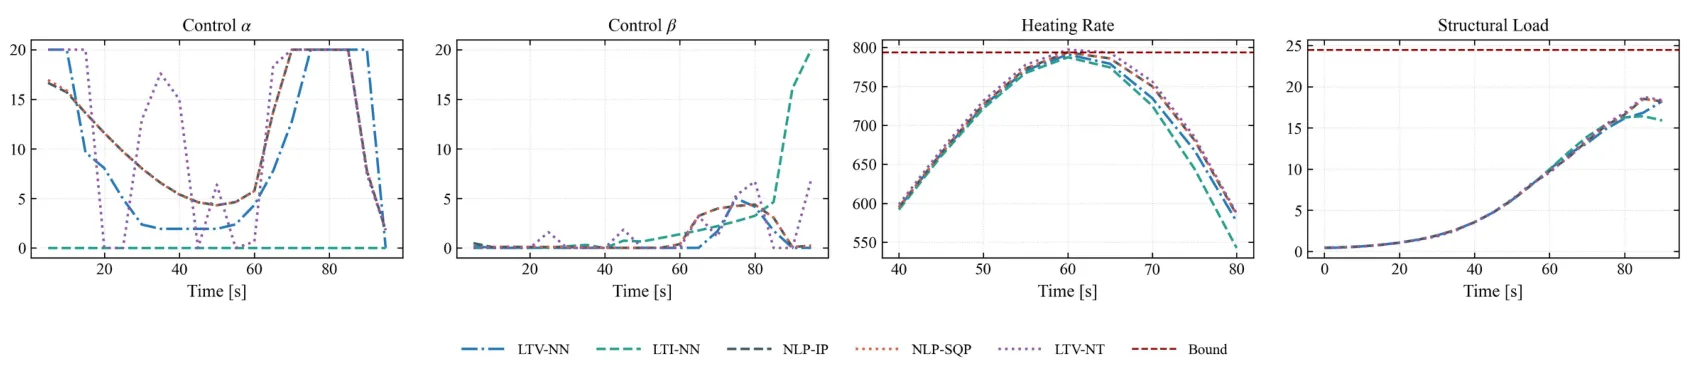 Control α
20
15
10
5
0
20
40
60
80
Time [s]
Control β
20
15
10
5
0
20
40
60
80
Time [s]
Heating Rate
800
750
700
650
600
550
40
50
60
70
80
Time [s]
Structural Load
25
20
15
10
5
0
0
20
40
60
80
Time [s]
LTV-NN
LTI-NN
NLP-IP
NLP-SQP
LTV-NT
Bound